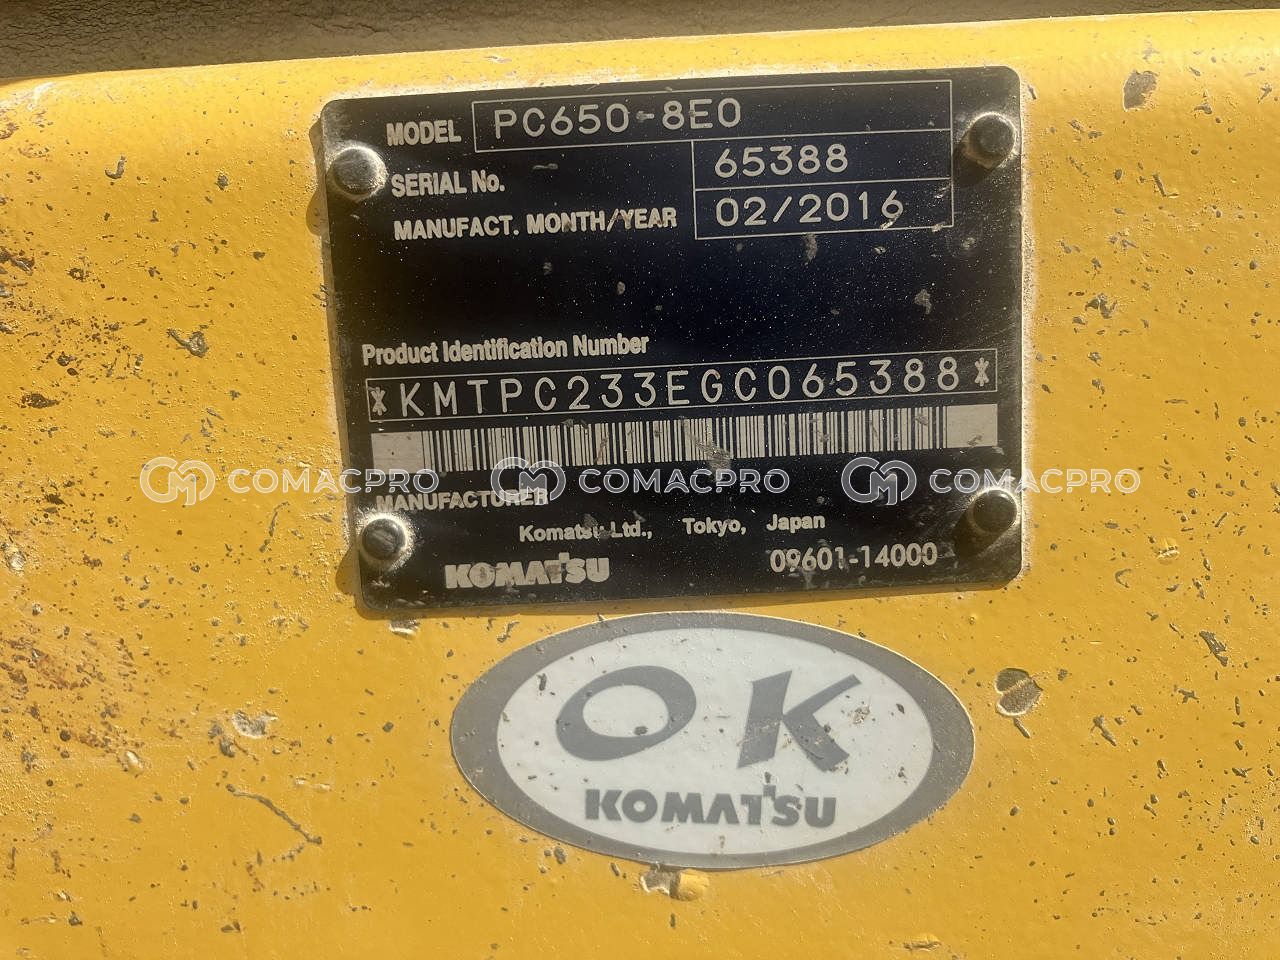 MODEL PC650-8E0
SERIAL No. 65388
MANUFACT. MONTH/YEAR 02/2016
Product Identification Number
*KMTPC233EGC065388*
COMACPRO COMACPRO COMACPRO
MANUFACTURER
Komatsu Ltd., Tokyo, Japan
KOMATSU 09601-14000
OK
KOMATSU